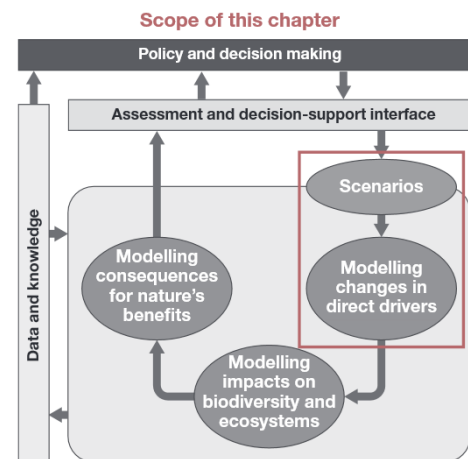 Scope of this chapter
Policy and decision making
Assessment and decision-support interface
Scenarios
Data and knowledge
Modelling
consequences
for nature's
benefits
Modelling
changes in
direct drivers
Modelling
impacts on
biodiversity and
ecosystems